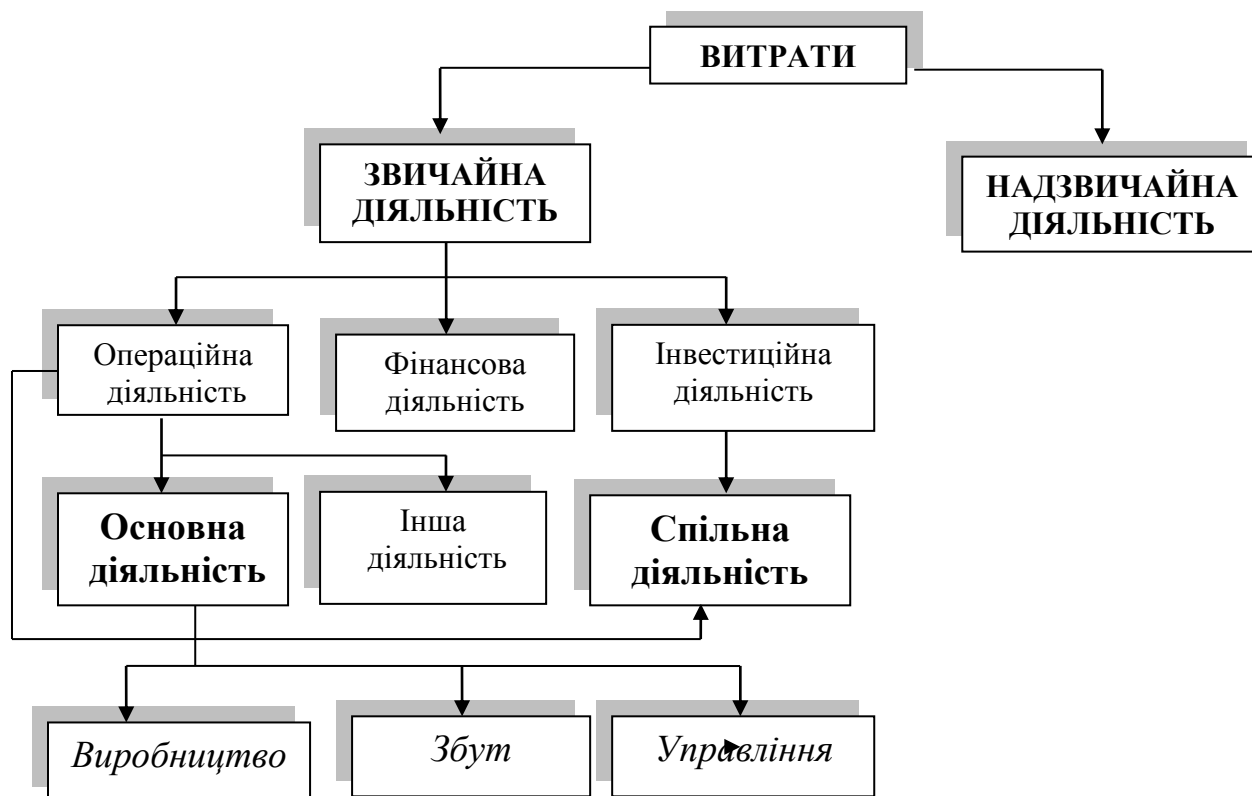 ВИТРАТИ
ЗВИЧАЙНА
ДІЯЛЬНІСТЬ
НАДЗВИЧАЙНА
ДІЯЛЬНІСТЬ
Операційна
діяльність
Фінансова
діяльність
Інвестиційна
діяльність
Основна
діяльність
Інша
діяльність
Спільна
діяльність
Виробництво
Збут
Управління